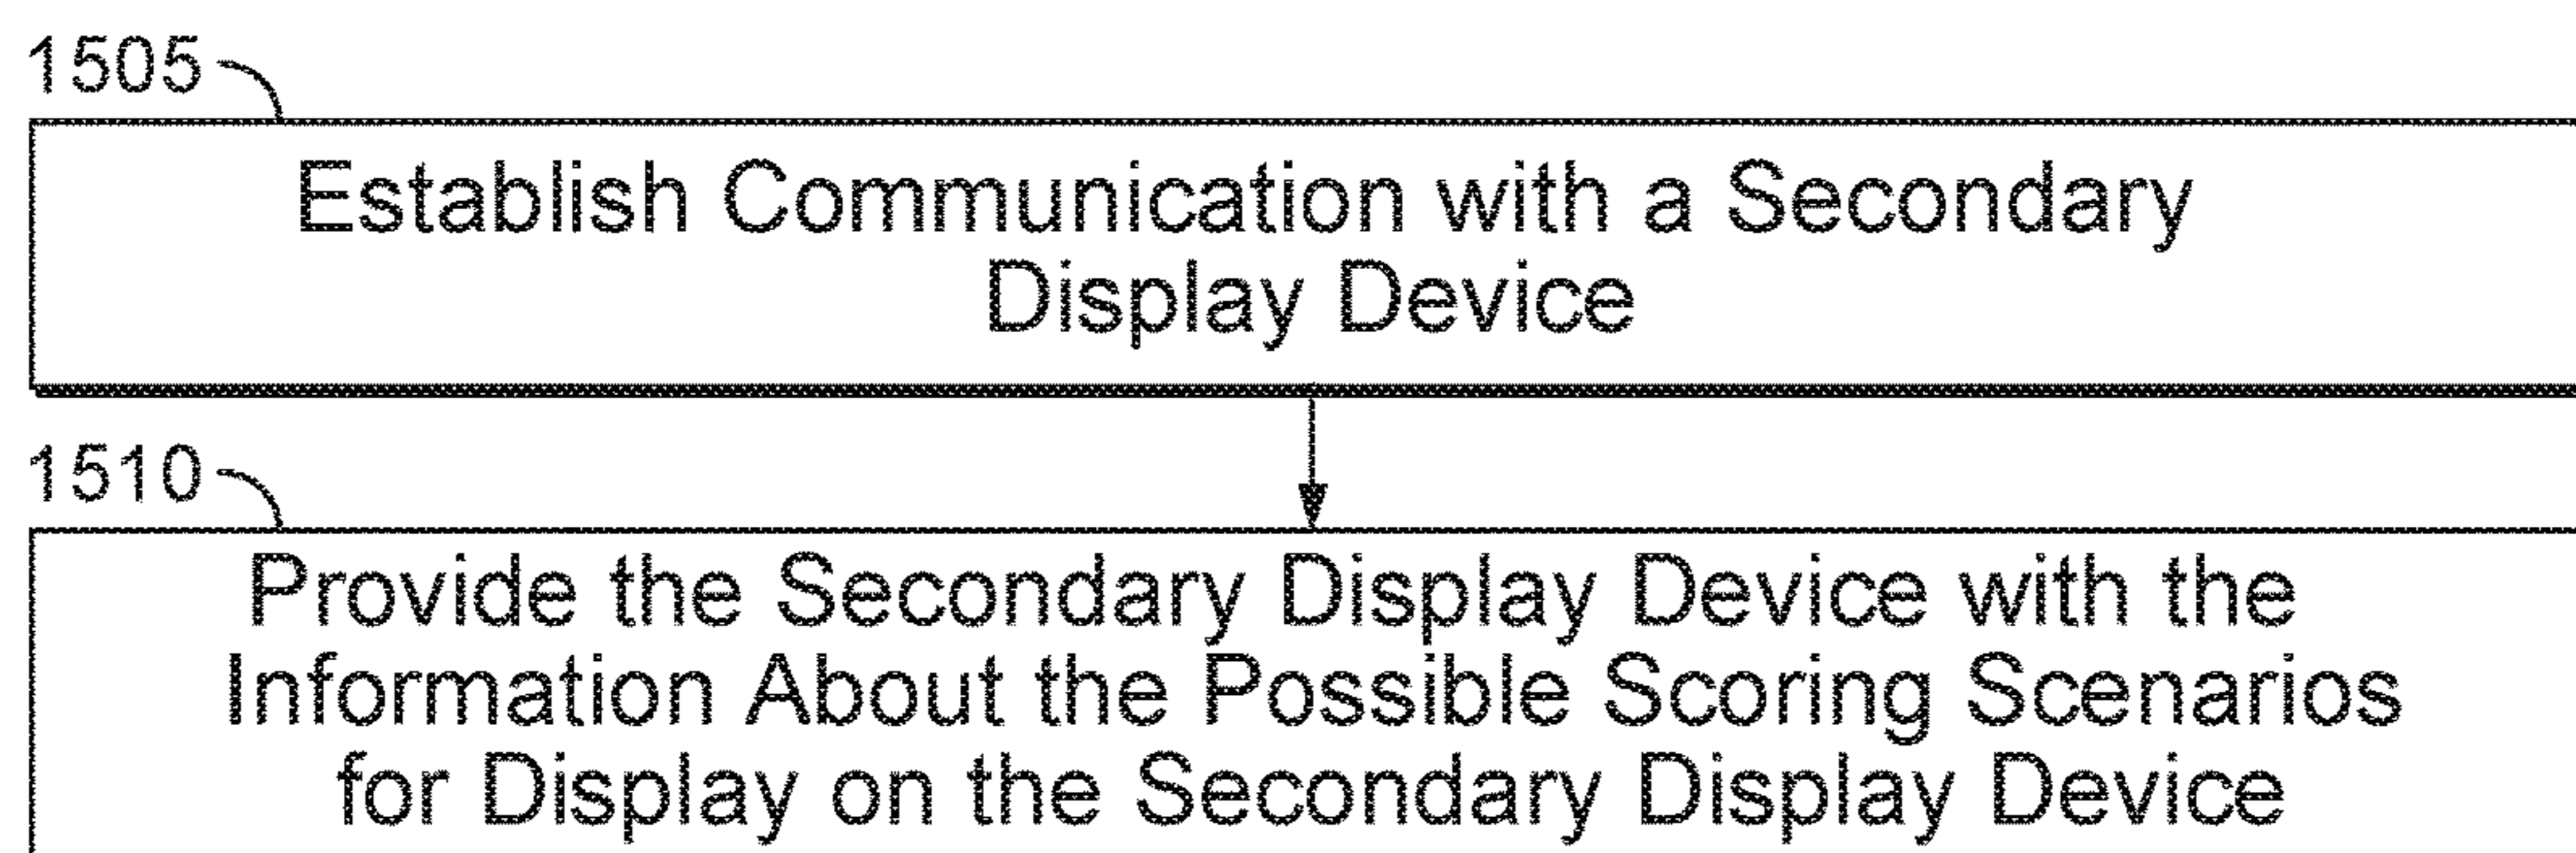 1505
Establish Communication with a Secondary
Display Device
1510
Provide the Secondary Display Device with the
Information About the Possible Scoring Scenarios
for Display on the Secondary Display Device